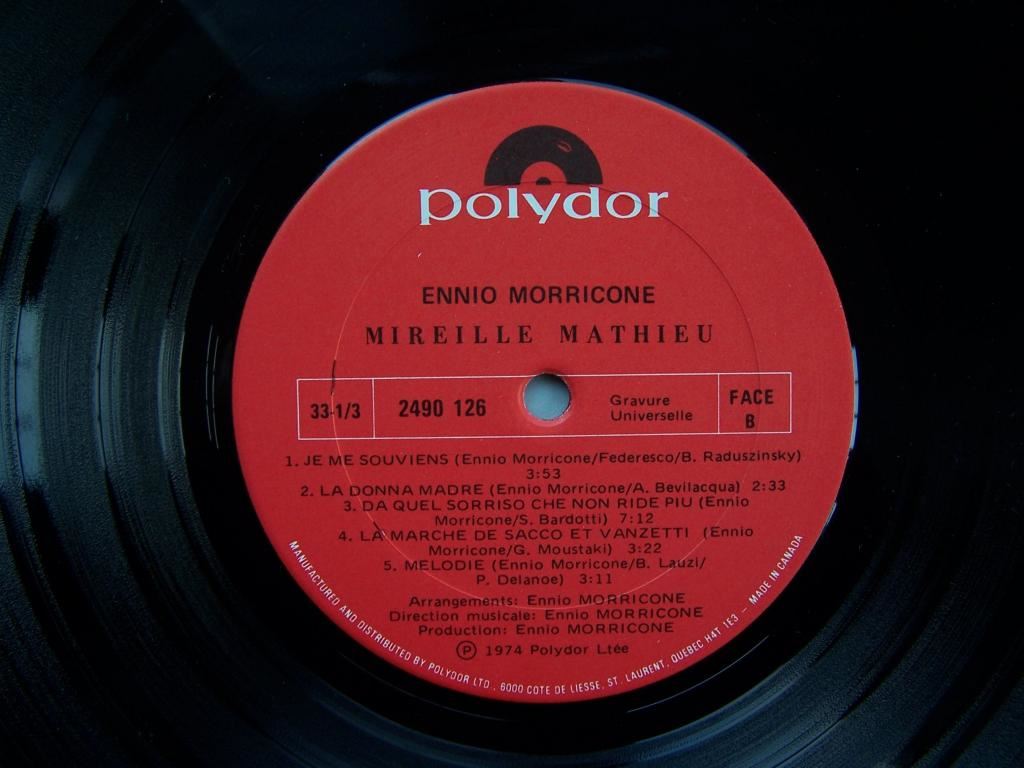 polydor
ENNIO MORRICONE
MIREILLE MATHIEU
33-1/3
2490 126
Gravure
Universelle
FACE
B
1. JE ME SOUVIENS (Ennio Morricone/Federesco/B. Raduszinsky)
3:53
2. LA DONNA MADRE (Ennio Morricone/A. Bevilacqua) 2:33
3. DA QUEL SORRISO CHE NON RIDE PIU (Ennio
Morricone/S. Bardotti) 7:12
4. LA MARCHE DE SACCO ET VANZETTI (Ennio
Morricone/G. Moustaki) 3:22
5. MELODIE (Ennio Morricone/B. Lauzi/
P. Delanoe) 3:11
Arrangements: Ennio MORRICONE
Direction musicale: Ennio MORRICONE
Production: Ennio MORRICONE
Ⓟ 1974 Polydor Ltée
MANUFACTURED AND DISTRIBUTED BY POLYDOR LTD., 6000 COTE DE LIESSE, ST. LAURENT, QUEBEC H4T 1E3 – MADE IN CANADA